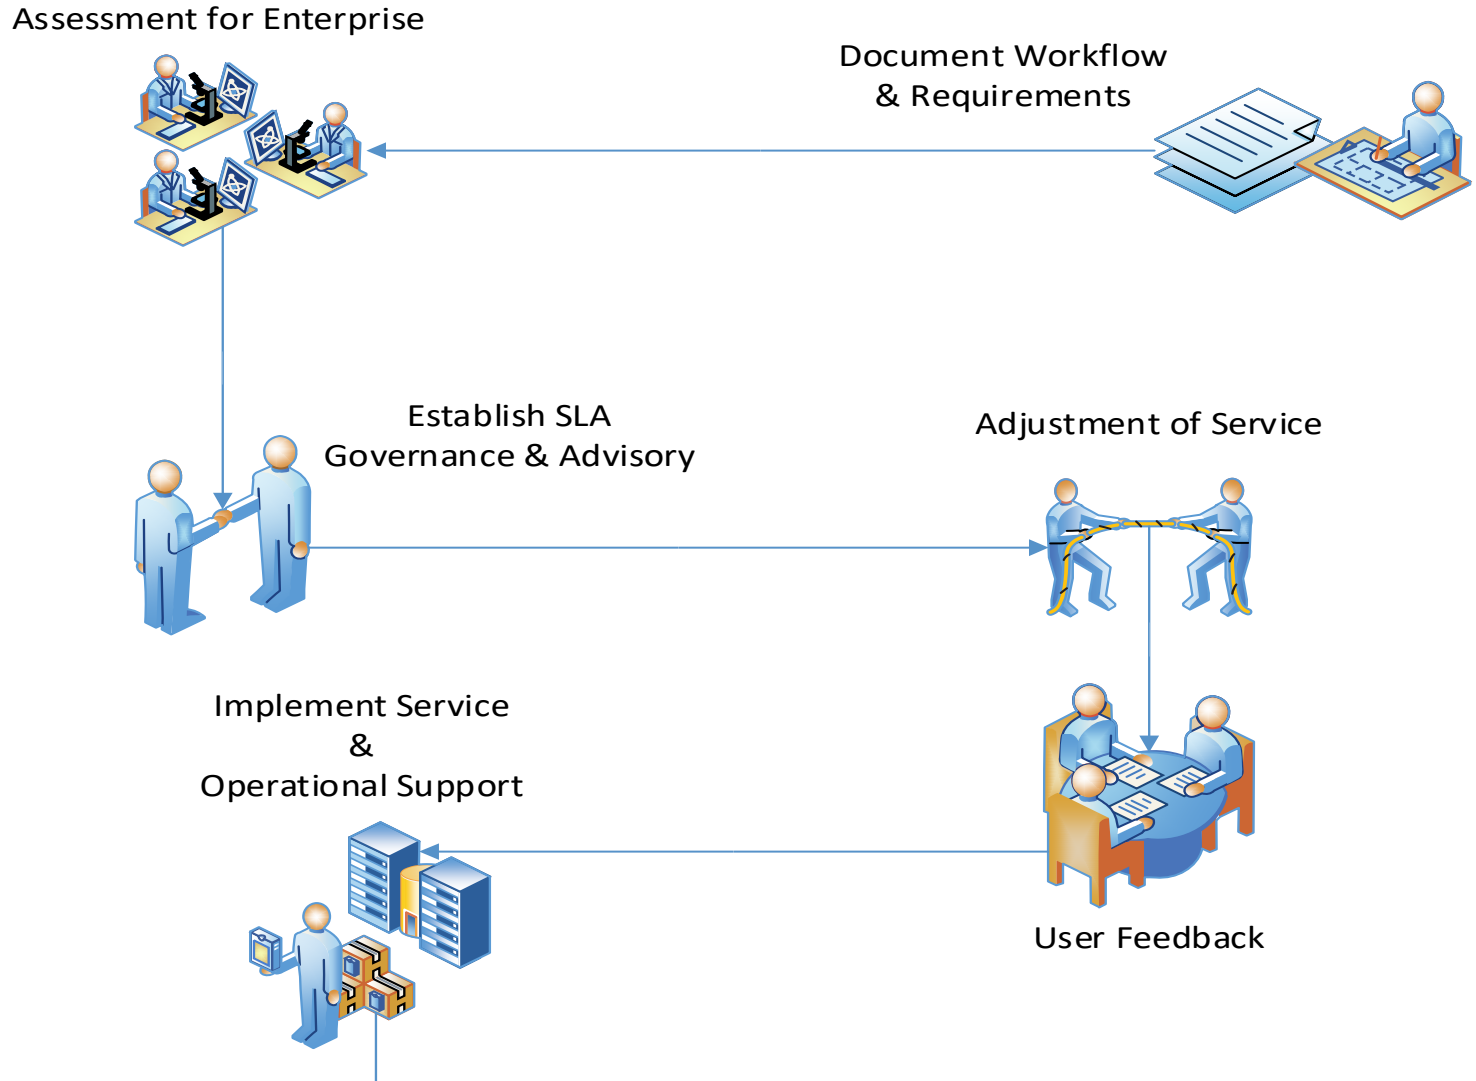 Assessment for Enterprise
Document Workflow
& Requirements
Establish SLA
Governance & Advisory
Adjustment of Service
Implement Service
&
Operational Support
User Feedback